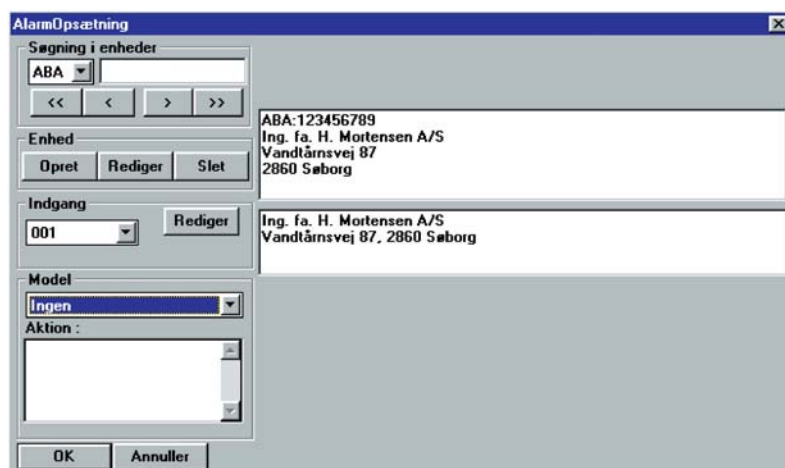 AlarmOpsætning
Søgning i enheder
ABA
<< < > >>
Enhed
Opret Rediger Slet
Indgang
001
Rediger
Model
Ingen
Aktion :
OK Annuller
ABA:123456789
Ing. fa. H. Mortensen A/S
Vandtårnsvej 87
2860 Søborg
Ing. fa. H. Mortensen A/S
Vandtårnsvej 87, 2860 Søborg